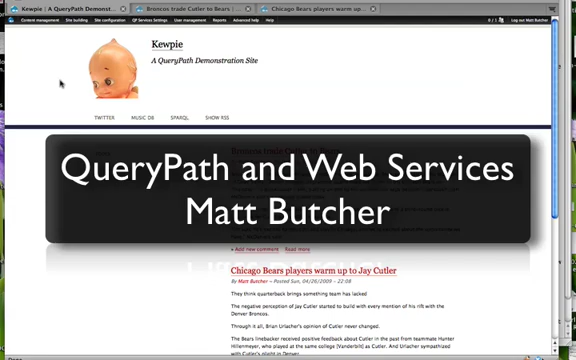 Kewpie | A QueryPath Demonst...
Broncos trade Cutler to Bears | ...
Chicago Bears players warm up...
Content management Site building Site configuration QP Services Settings User management Reports Advanced help Help
Log out Matt Butcher
Kewpie
A QueryPath Demonstration Site
TWITTER MUSIC DB SPARQL SHOW RSS
QueryPath and Web Services
Matt Butcher
Add new comment Read more
Chicago Bears players warm up to Jay Cutler
By Matt Butcher – Posted Sun, 04/26/2009 – 22:08
They think quarterback brings something team has lacked
The negative perception of Jay Cutler started to build with every mention of his rift with the
Denver Broncos.
Through it all, Brian Urlacher's opinion of Cutler never changed.
The Bears linebacker received positive feedback about Cutler in the past from teammate Hunter
Hillenmeyer, who played at the same college [Vanderbilt] as Cutler. And Urlacher sympathized
with Cutler's plight in Denver.
Done